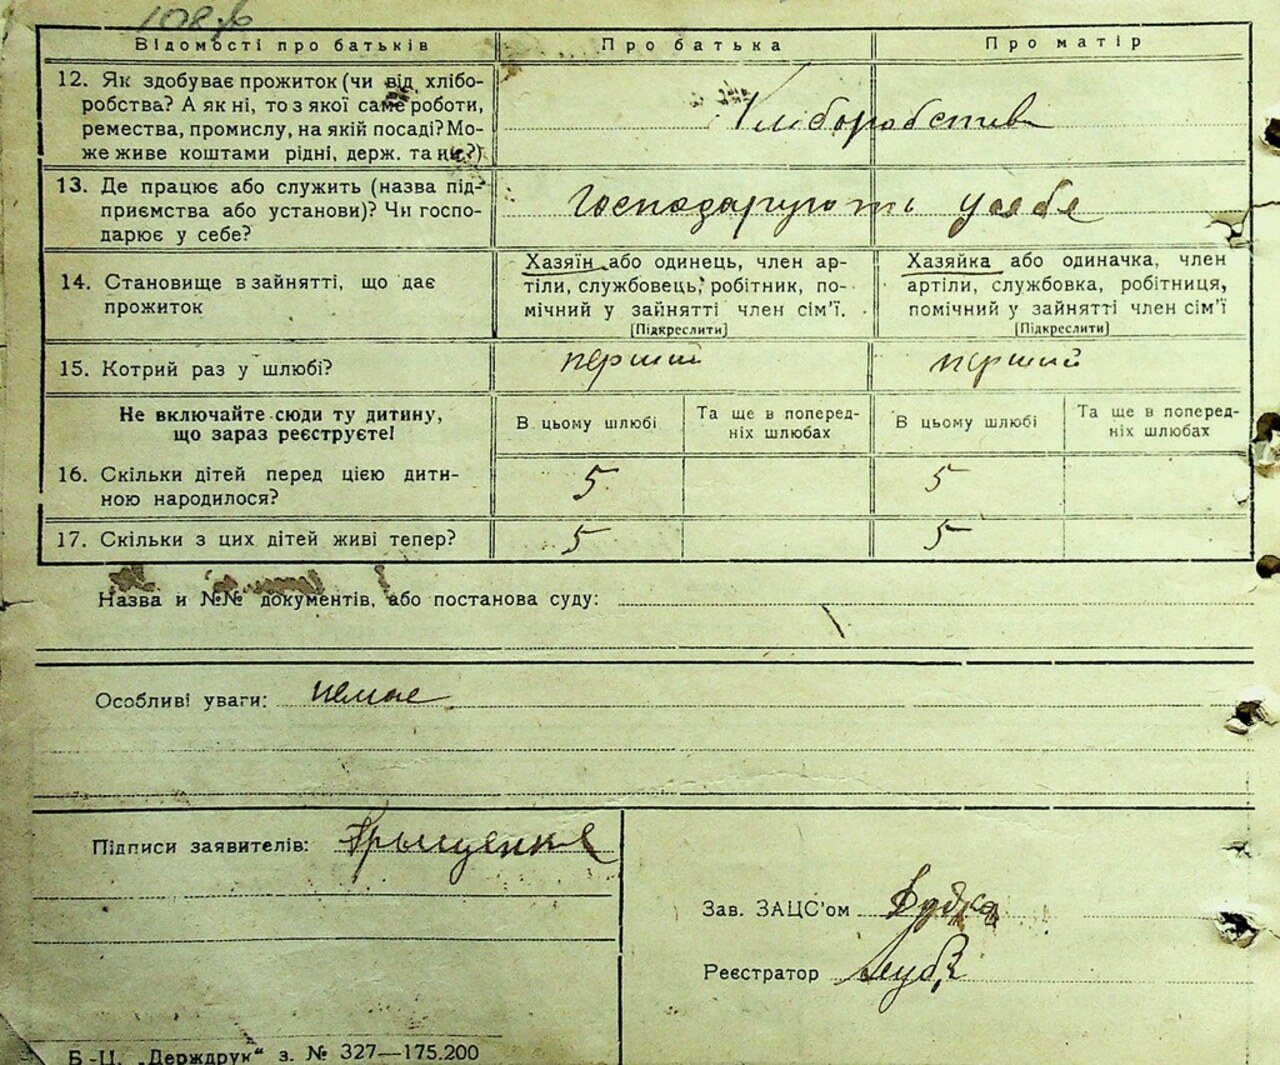 108 зв
Відомості про батьків Про батька Про матір
12. Як здобуває прожиток (чи від хлібо-
робства? А як ні, то з якої саме роботи,
ремества, промислу, на якій посаді? Мо-
же живе коштами рідні, держ. та ин.?)
Хліборобства
13. Де працює або служить (назва під-
приємства або установи)? Чи госпо-
дарює у себе?
Господарують у себе
14. Становище в зайнятті, що дає
прожиток
Хазяїн або одинець, член ар-
тіли, службовець, робітник, по-
мічний у зайнятті член сім'ї.
[Підкреслити]
Хазяйка або одиначка, член
артіли, службовка, робітниця,
помічний у зайнятті член сім'ї
[Підкреслити]
15. Котрий раз у шлюбі? перший перший
Не включайте сюди ту дитину,
що зараз реєструєте!
В цьому шлюбі
Та ще в поперед-
ніх шлюбах
В цьому шлюбі
Та ще в поперед-
ніх шлюбах
16. Скільки дітей перед цією дити-
ною народилося?
5 5
17. Скільки з цих дітей живі тепер? 5 5
Назва и №№ документів, або постанова суду:
Особливі уваги: немає
Підписи заявителів: Грыщенко
Зав. ЗАЦС'ом
Реєстратор
Б-Ц. „Держдрук“ з. № 327—175.200